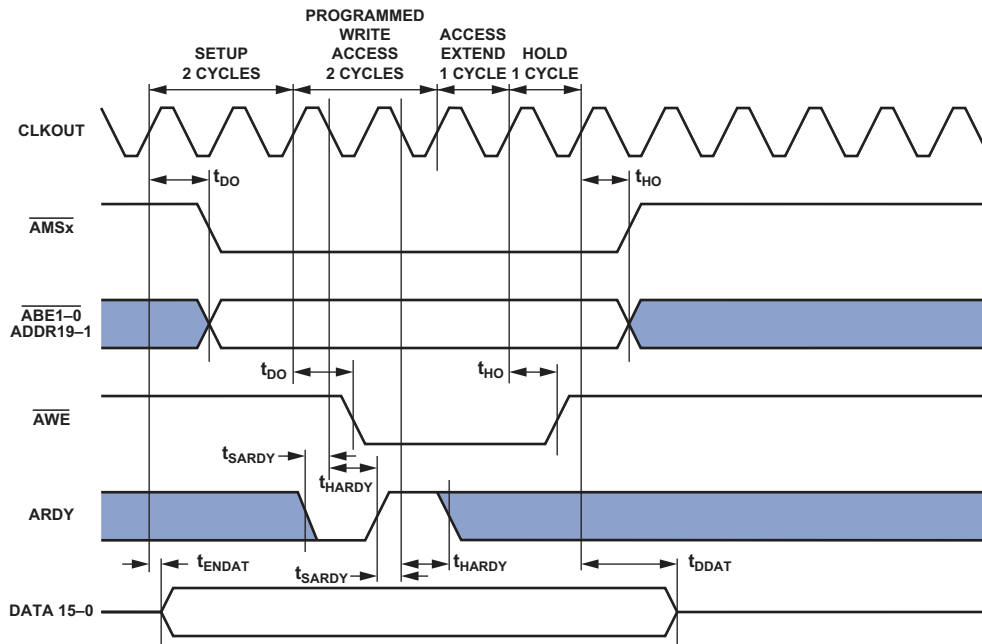 PROGRAMMED
WRITE
ACCESS
2 CYCLES
SETUP
2 CYCLES
ACCESS
EXTEND
1 CYCLE
HOLD
1 CYCLE
CLKOUT
tDO
tHO
AMSx
ABE1–0
ADDR19–1
tDO
tHO
AWE
tSARDY
tHARDY
ARDY
tENDAT
tSARDY
tHARDY
tDDAT
DATA 15–0